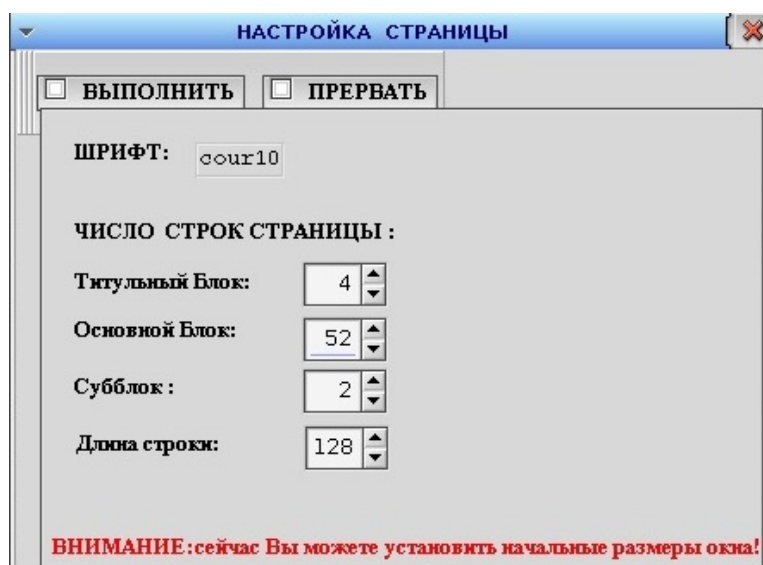 НАСТРОЙКА СТРАНИЦЫ
ВЫПОЛНИТЬ ПРЕРВАТЬ
ШРИФТ: cour10
ЧИСЛО СТРОК СТРАНИЦЫ :
Титульный Блок: 4
Основной Блок: 52
Субблок : 2
Длина строки: 128
ВНИМАНИЕ:сейчас Вы можете установить начальные размеры окна!